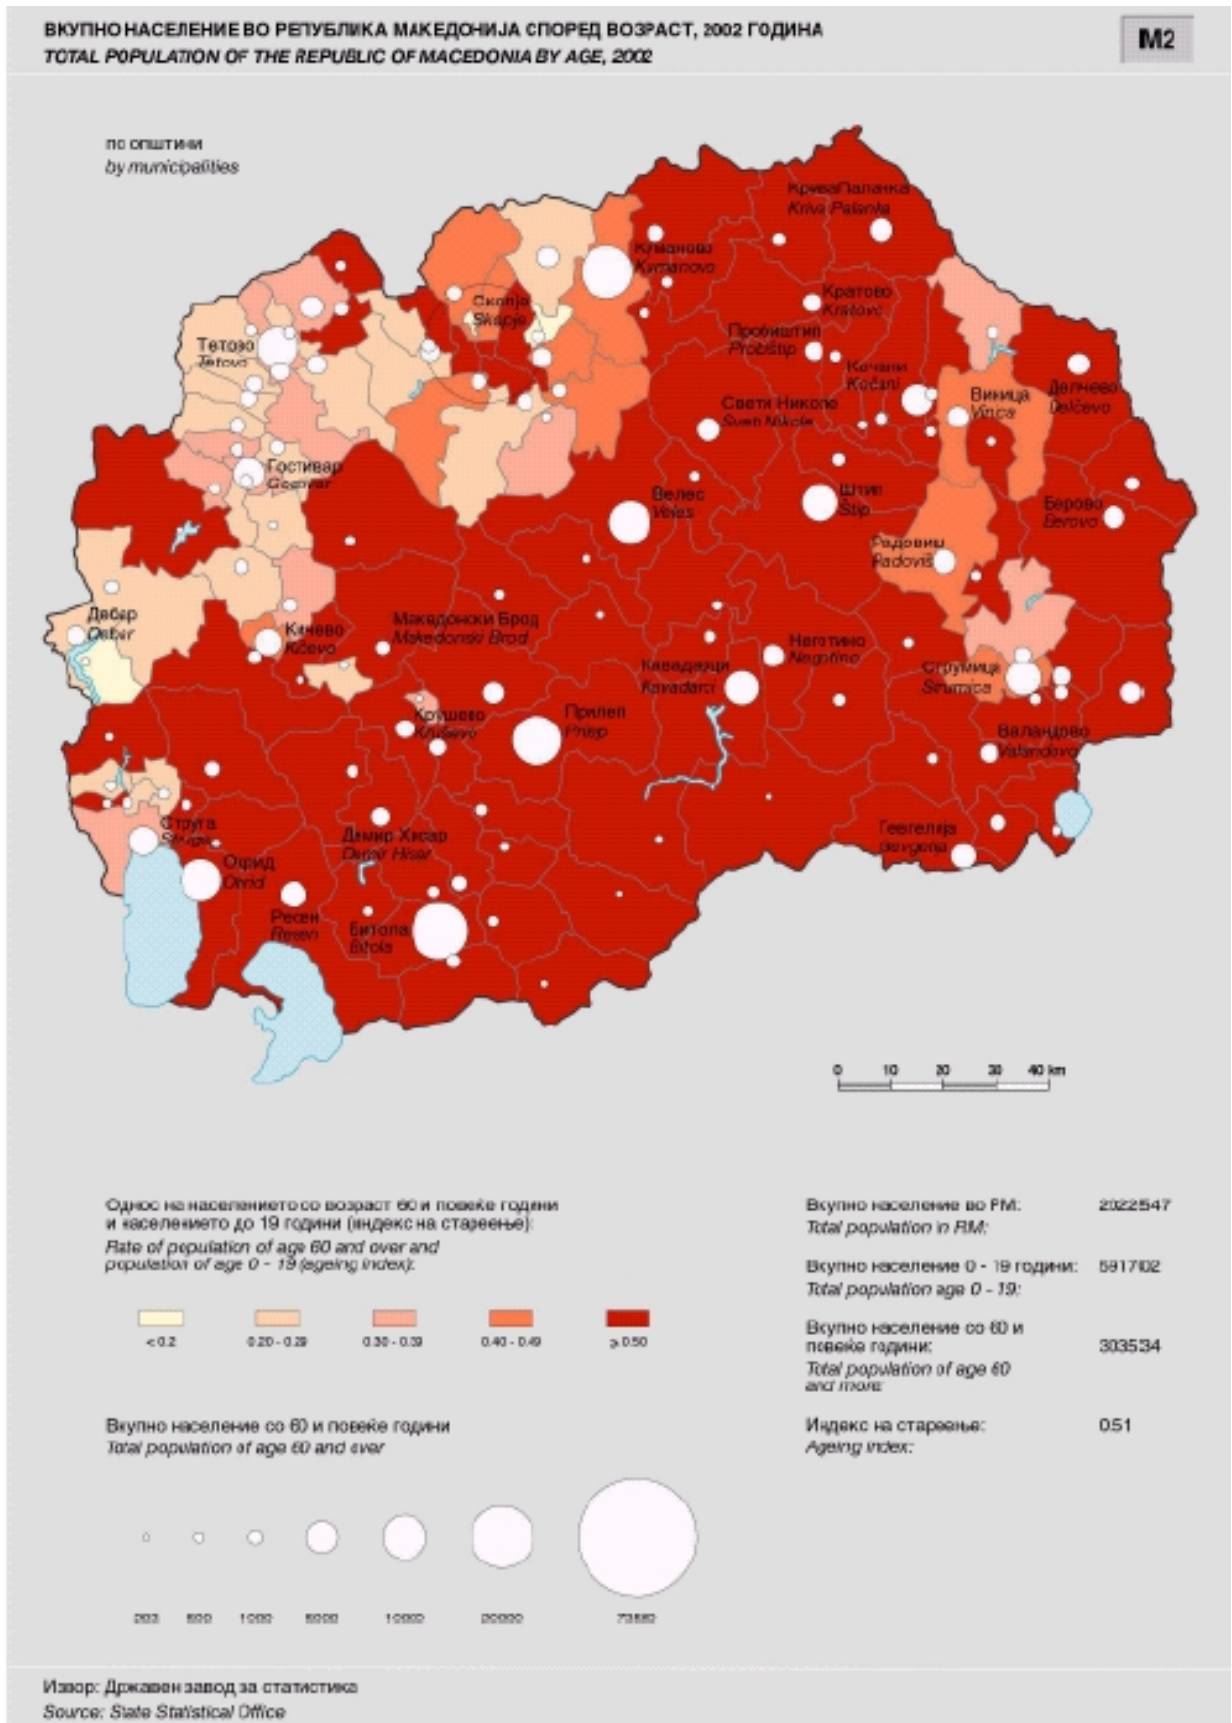 ВКУПНО НАСЕЛЕНИЕ ВО РЕПУБЛИКА МАКЕДОНИЈА СПОРЕД ВОЗРАСТ, 2002 ГОДИНА
TOTAL POPULATION OF THE REPUBLIC OF MACEDONIA BY AGE, 2002
M2
по општини
by municipalities
Крива Паланка
Kriva Palanka
Куманово
Kumanovo
Скопје
Skopje
Кратово
Kratovo
Тетово
Tetovo
Пробиштип
Probištip
Кочани
Kočani
Виница
Vinica
Делчево
Delčevo
Свети Николе
Sveti Nikole
Гостивар
Gostivar
Велес
Veles
Штип
Štip
Берово
Berovo
Радовиш
Radoviš
Дебар
Debar
Кичево
Kičevo
Македонски Брод
Makedonski Brod
Неготино
Negotino
Кавадарци
Kavadarci
Струмица
Strumica
Крушево
Kruševo
Прилеп
Prilep
Валандово
Valandovo
Струга
Struga
Демир Хисар
Demir Hisar
Гевгелија
Gevgelija
Охрид
Ohrid
Ресен
Resen
Битола
Bitola
0 10 20 30 40 km
Однос на населението со возраст 60 и повеќе години
и населението до 19 години (индекс на стареење):
Rate of population of age 60 and over and
population of age 0 - 19 (ageing index):
< 0.2 0.20 - 0.29 0.30 - 0.39 0.40 - 0.49 ≥ 0.50
Вкупно население во РМ: 2022547
Total population in RM:
Вкупно население 0 - 19 години: 591702
Total population age 0 - 19:
Вкупно население со 60 и
повеќе години: 303534
Total population of age 60
and more:
Индекс на стареење: 0.51
Ageing index:
Вкупно население со 60 и повеќе години
Total population of age 60 and over
500 1000 5000 10000 20000
Извор: Државен завод за статистика
Source: State Statistical Office